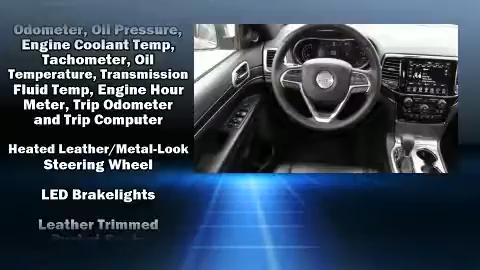 Odometer, Oil Pressure,
Engine Coolant Temp,
Tachometer, Oil
Temperature, Transmission
Fluid Temp, Engine Hour
Meter, Trip Odometer
and Trip Computer
Heated Leather/Metal-Look
Steering Wheel
LED Brakelights
Leather Trimmed